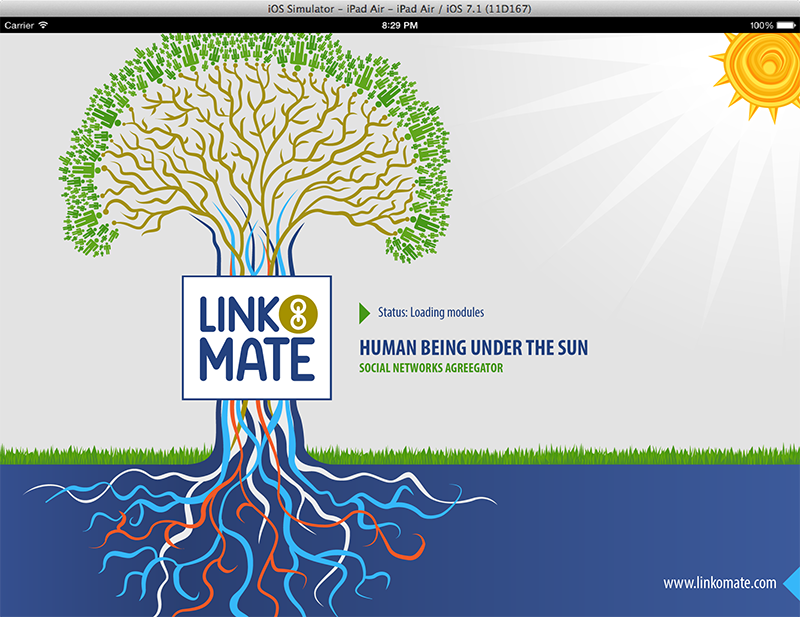 iOS Simulator – iPad Air – iPad Air / iOS 7.1 (11D167)
Carrier 8:29 PM 100%
LINK
MATE
Status: Loading modules
HUMAN BEING UNDER THE SUN
SOCIAL NETWORKS AGREEGATOR
www.linkomate.com